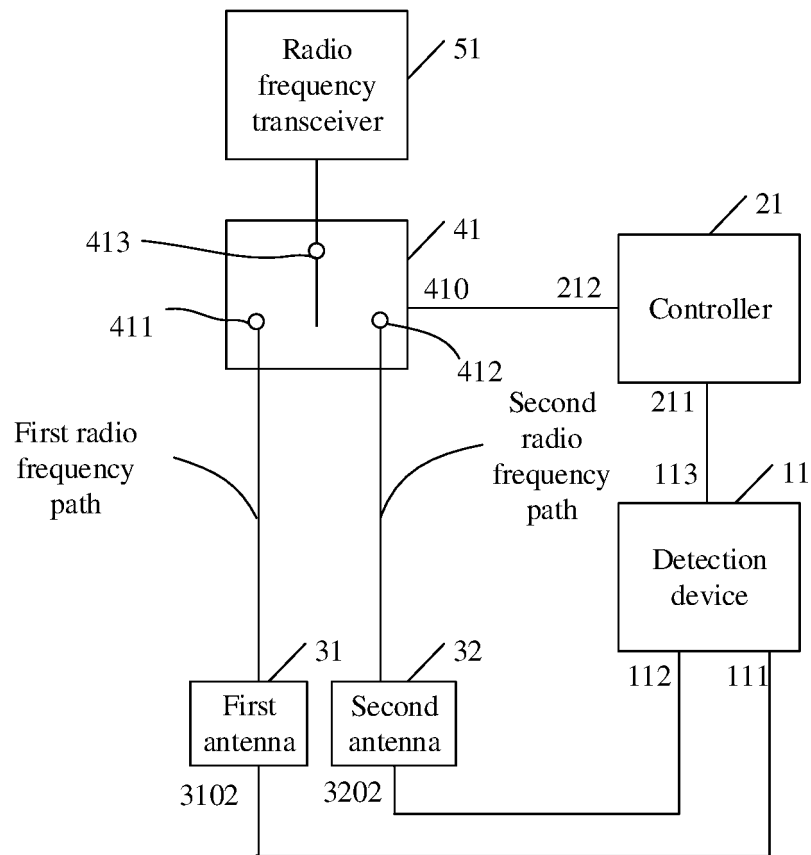 Radio
frequency
transceiver
51
413
41
21
411
410
212
Controller
412
211
First radio
frequency
path
Second
radio
frequency
path
113
11
Detection
device
31
32
112
111
First
antenna
Second
antenna
3102
3202